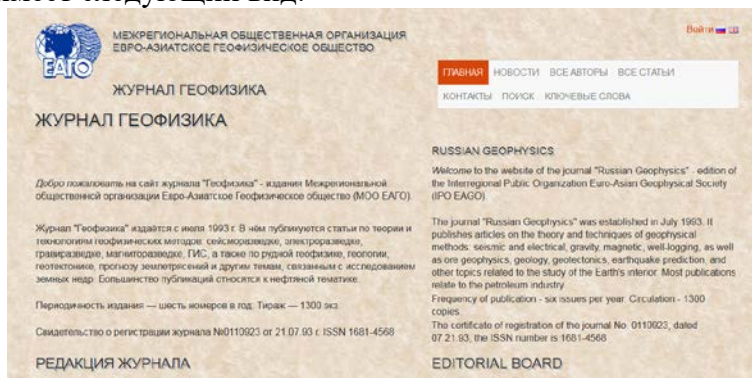 МЕЖРЕГИОНАЛЬНАЯ ОБЩЕСТВЕННАЯ ОРГАНИЗАЦИЯ
ЕВРО-АЗИАТСКОЕ ГЕОФИЗИЧЕСКОЕ ОБЩЕСТВО
ЕАГО
ЖУРНАЛ ГЕОФИЗИКА
Войти
ГЛАВНАЯ НОВОСТИ ВСЕ АВТОРЫ ВСЕ СТАТЬИ
КОНТАКТЫ ПОИСК КЛЮЧЕВЫЕ СЛОВА
ЖУРНАЛ ГЕОФИЗИКА
Добро пожаловать на сайт журнала "Геофизика" - издания Межрегиональной
общественной организации Евро-Азиатское Геофизическое общество (МОО ЕАГО).
Журнал "Геофизика" издаётся с июля 1993 г. В нём публикуются статьи по теории и
технологиям геофизических методов: сейсморазведке, электроразведке,
гравиразведке, магниторазведке, ГИС, а также по рудной геофизике, геологии,
геотектонике, прогнозу землетрясений и другим темам, связанным с исследованием
земных недр. Большинство публикаций относятся к нефтяной тематике.
Периодичность издания — шесть номеров в год. Тираж — 1300 экз.
Свидетельство о регистрации журнала №0110923 от 21.07.93 г. ISSN 1681-4568
РЕДАКЦИЯ ЖУРНАЛА
RUSSIAN GEOPHYSICS
Welcome to the website of the journal "Russian Geophysics" - edition of
the Interregional Public Organization Euro-Asian Geophysical Society
(IPO EAGO).
The journal "Russian Geophysics" was established in July 1993. It
publishes articles on the theory and techniques of geophysical
methods: seismic and electrical, gravity, magnetic, well-logging, as well
as ore geophysics, geology, geotectonics, earthquake prediction, and
other topics related to the study of the Earth's interior. Most publications
relate to the petroleum industry.
Frequency of publication - six issues per year. Circulation - 1300
copies.
The certificate of registration of the journal No. 0110923, dated
07.21.93, the ISSN number is 1681-4568
EDITORIAL BOARD